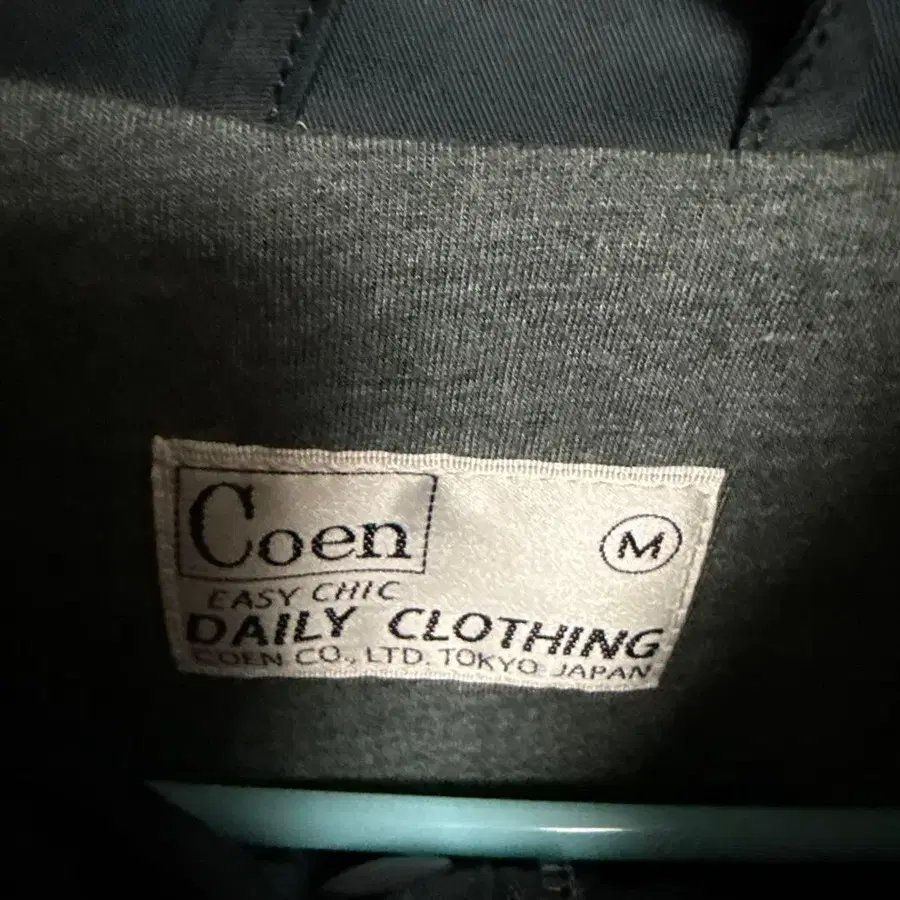 Coen
M
EASY CHIC
DAILY CLOTHING
COEN CO., LTD. TOKYO JAPAN